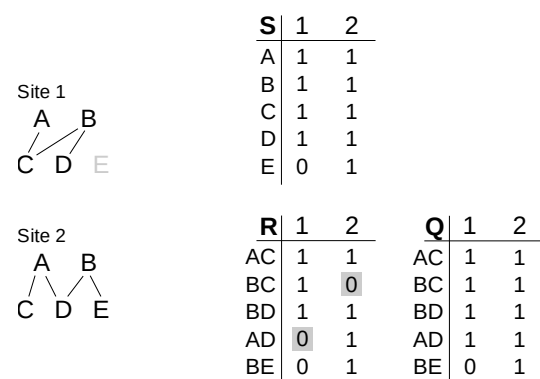 S 1 2
A 1 1
B 1 1
C 1 1
D 1 1
E 0 1
Site 1
A B
C D E
Site 2
A B
C D E
R 1 2
AC 1 1
BC 1 0
BD 1 1
AD 0 1
BE 0 1
Q 1 2
AC 1 1
BC 1 1
BD 1 1
AD 1 1
BE 0 1